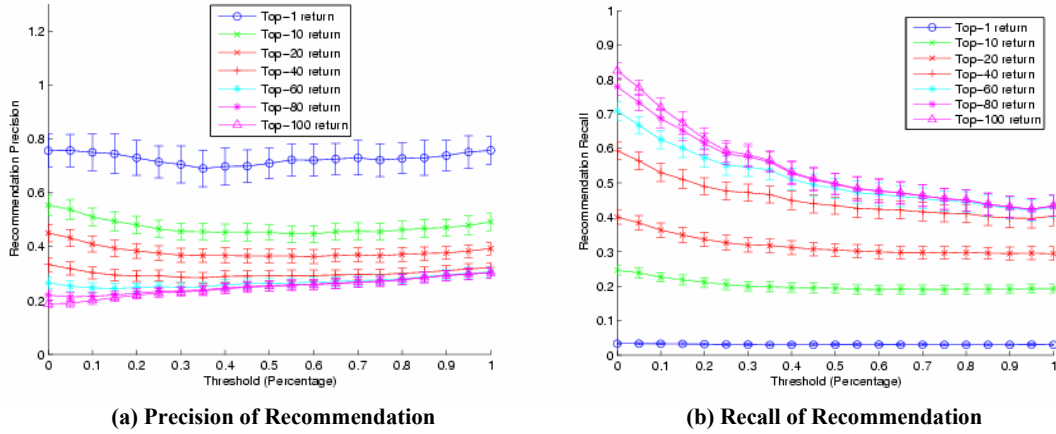 1.2
1
0.8
0.6
0.4
0.2
0
Recommendation Precision
Top-1 return
Top-10 return
Top-20 return
Top-40 return
Top-60 return
Top-80 return
Top-100 return
0 0.1 0.2 0.3 0.4 0.5 0.6 0.7 0.8 0.9 1
Threshold (Percentage)
(a) Precision of Recommendation
1
0.9
0.8
0.7
0.6
0.5
0.4
0.3
0.2
0.1
0
Recommendation Recall
Top-1 return
Top-10 return
Top-20 return
Top-40 return
Top-60 return
Top-80 return
Top-100 return
0 0.1 0.2 0.3 0.4 0.5 0.6 0.7 0.8 0.9 1
Threshold (Percentage)
(b) Recall of Recommendation